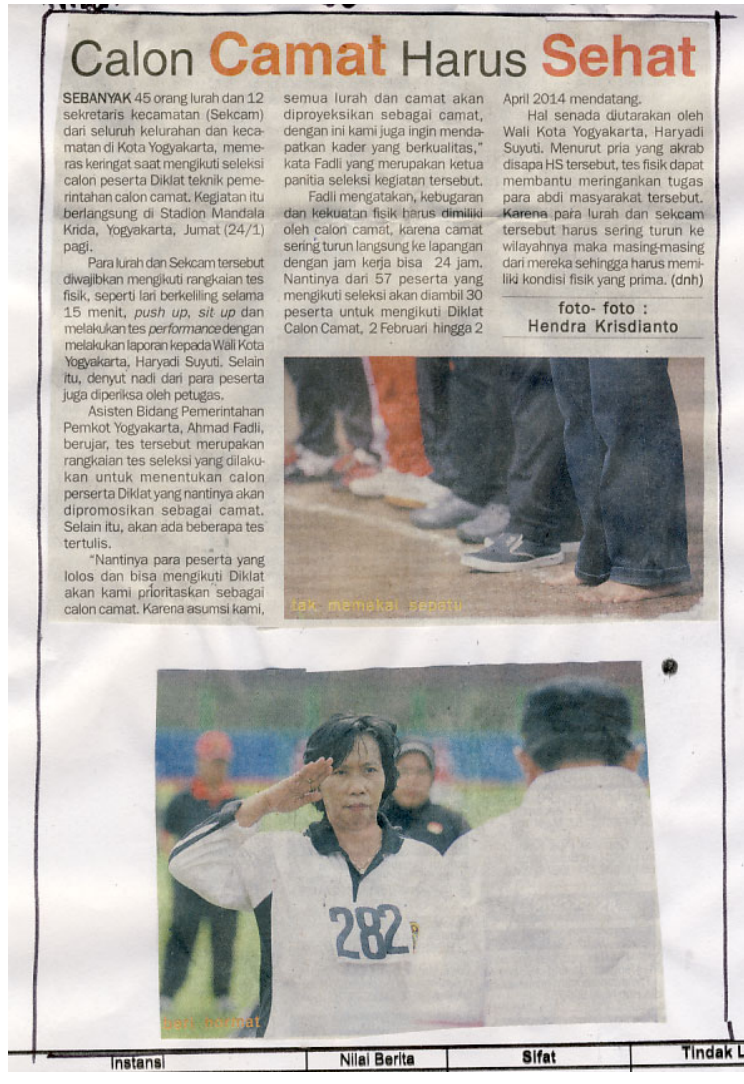 Calon Camat Harus Sehat
SEBANYAK 45 orang lurah dan 12
sekretaris kecamatan (Sekcam)
dari seluruh kelurahan dan keca-
matan di Kota Yogyakarta, meme-
ras keringat saat mengikuti seleksi
calon peserta Diklat teknik peme-
rintahan calon camat. Kegiatan itu
berlangsung di Stadion Mandala
Krida, Yogyakarta, Jumat (24/1)
pagi.
Para lurah dan Sekcam tersebut
diwajibkan mengikuti rangkaian tes
fisik, seperti lari berkeliling selama
15 menit, push up, sit up dan
melakukan tes performance dengan
melakukan laporan kepada Wali Kota
Yogyakarta, Haryadi Suyuti. Selain
itu, denyut nadi dari para peserta
juga diperiksa oleh petugas.
Asisten Bidang Pemerintahan
Pemkot Yogyakarta, Ahmad Fadli,
berujar, tes tersebut merupakan
rangkaian tes seleksi yang dilaku-
kan untuk menentukan calon
perserta Diklat yang nantinya akan
dipromosikan sebagai camat.
Selain itu, akan ada beberapa tes
tertulis.
"Nantinya para peserta yang
lolos dan bisa mengikuti Diklat
akan kami prioritaskan sebagai
calon camat. Karena asumsi kami,
semua lurah dan camat akan
diproyeksikan sebagai camat,
dengan ini kami juga ingin menda-
patkan kader yang berkualitas,"
kata Fadli yang merupakan ketua
panitia seleksi kegiatan tersebut.
Fadli mengatakan, kebugaran
dan kekuatan fisik harus dimiliki
oleh calon camat, karena camat
sering turun langsung ke lapangan
dengan jam kerja bisa 24 jam.
Nantinya dari 57 peserta yang
mengikuti seleksi akan diambil 30
peserta untuk mengikuti Diklat
Calon Camat, 2 Februari hingga 2
April 2014 mendatang.
Hal senada diutarakan oleh
Wali Kota Yogyakarta, Haryadi
Suyuti. Menurut pria yang akrab
disapa HS tersebut, tes fisik dapat
membantu meringankan tugas
para abdi masyarakat tersebut.
Karena para lurah dan sekcam
tersebut harus sering turun ke
wilayahnya maka masing-masing
dari mereka sehingga harus memi-
liki kondisi fisik yang prima. (dnh)
foto- foto :
Hendra Krisdianto
tak memakai sepatu
282
Instansi
Nilai Berita
Sifat
Tindak L